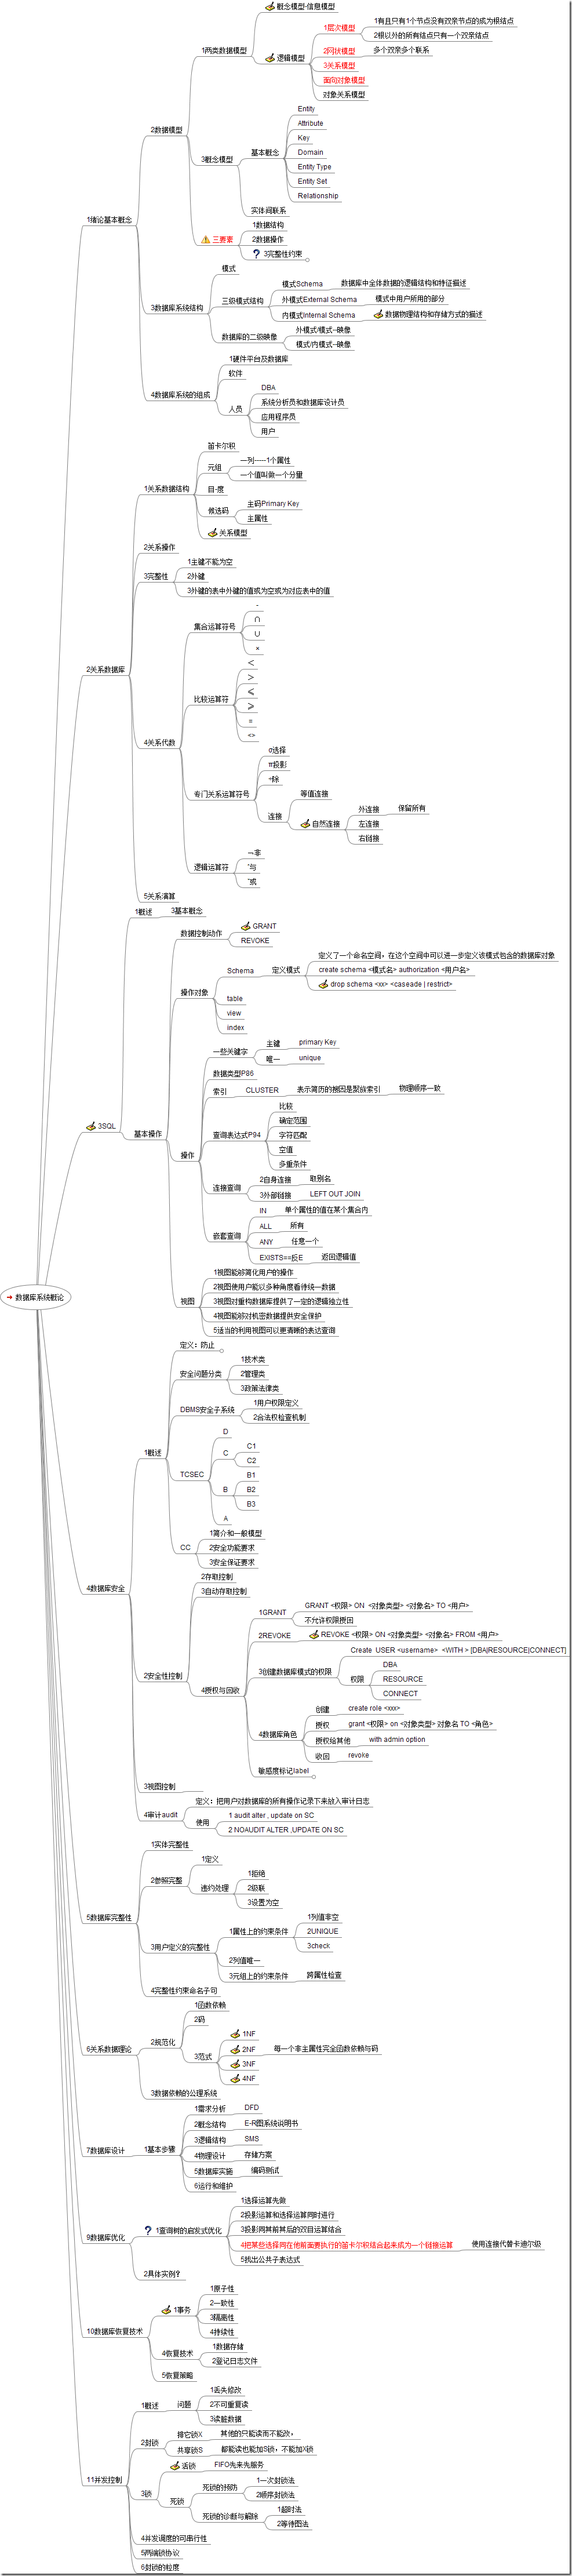 数据库系统概论
1绪论基本概念
2数据模型
1两类数据模型
概念模型-信息模型
逻辑模型
1层次模型
1有且只有1个节点没有双亲节点的成为根结点
2根以外的所有结点只有一个双亲结点
2网状模型
多个双亲多个联系
3关系模型
面向对象模型
对象关系模型
3概念模型
基本概念
Entity
Attribute
Key
Domain
Entity Type
Entity Set
Relationship
实体间联系
三要素
1数据结构
2数据操作
3完整性约束
3数据库系统结构
模式
三级模式结构
模式Schema
数据库中全体数据的逻辑结构和特征描述
外模式External Schema
模式中用户所用的部分
内模式Internal Schema
数据物理结构和存储方式的描述
数据库的二级映像
外模式/模式--映像
模式/内模式--映像
4数据库系统的组成
1硬件平台及数据库
软件
人员
DBA
系统分析员和数据库设计员
应用程序员
用户
2关系数据库
1关系数据结构
笛卡尔积
元组
一列-----1个属性
一个值叫做一个分量
目-度
候选码
主码Primary Key
主属性
关系模型
2关系操作
3完整性
1主键不能为空
2外键
3外键的表中外键的值或为空或为对应表中的值
4关系代数
集合运算符号
-
∩
∪
×
比较运算符
<
>
≤
≥
=
<>
专门关系运算符号
σ选择
π投影
÷除
连接
等值连接
自然连接
外连接
保留所有
左连接
右链接
逻辑运算符
¬非
ˆ与
ˇ或
5关系演算
3SQL
1概述
3基本概念
基本操作
数据控制动作
GRANT
REVOKE
操作对象
Schema
定义模式
定义了一个命名空间，在这个空间中可以进一步定义该模式包含的数据库对象
create schema <模式名> authorization <用户名>
drop schema <xx> <caseade | restrict>
table
view
index
操作
一些关键字
主键
primary Key
唯一
unique
数据类型P86
索引
CLUSTER
表示简历的被因是聚族索引
物理顺序一致
查询表达式P94
比较
确定范围
字符匹配
空值
多重条件
连接查询
2自身连接
取别名
3外部链接
LEFT OUT JOIN
嵌套查询
IN
单个属性的值在某个集合内
ALL
所有
ANY
任意一个
EXISTS==反E
返回逻辑值
视图
1视图能够简化用户的操作
2视图使用户能以多种角度看待统一数据
3视图对重构数据库提供了一定的逻辑独立性
4视图能够对机密数据提供安全保护
5适当的利用视图可以更清晰的表达查询
4数据库安全
1概述
定义：防止
安全问题分类
1技术类
2管理类
3政策法律类
DBMS安全子系统
1用户权限定义
2合法权检查机制
TCSEC
D
C
C1
C2
B
B1
B2
B3
A
CC
1简介和一般模型
2安全功能要求
3安全保证要求
2安全性控制
2存取控制
3自动存取控制
4授权与回收
1GRANT
GRANT <权限> ON <对象类型> <对象名> TO <用户>
不允许权限授回
2REVOKE
REVOKE <权限> ON <对象类型> <对象名> FROM <用户>
3创建数据库模式的权限
Create USER <username> <WITH > [DBA|RESOURCE|CONNECT]
权限
DBA
RESOURCE
CONNECT
4数据库角色
创建
create role <xxx>
授权
grant <权限> on <对象类型> 对象名 TO <角色>
授权给其他
with admin option
收回
revoke
敏感度标记label
3视图控制
4审计audit
定义：把用户对数据库的所有操作记录下来放入审计日志
使用
1 audit alter , update on SC
2 NOAUDIT ALTER ,UPDATE ON SC
5数据库完整性
1实体完整性
2参照完整
1定义
违约处理
1拒绝
2级联
3设置为空
3用户定义的完整性
1属性上的约束条件
1列值非空
2UNIQUE
3check
2列值唯一
3元组上的约束条件
跨属性检查
4完整性约束命名子句
6关系数据理论
2规范化
1函数依赖
2码
3范式
1NF
2NF
每一个非主属性完全函数依赖与码
3NF
4NF
3数据依赖的公理系统
7数据库设计
1基本步骤
1需求分析
DFD
2概念结构
E-R图系统说明书
3逻辑结构
SMS
4物理设计
存储方案
5数据库实施
编码测试
6运行和维护
9数据库优化
1查询树的启发式优化
1选择运算先做
2投影运算和选择运算同时进行
3投影同其前其后的双目运算结合
4把某些选择同在他前面要执行的笛卡尔积结合起来成为一个链接运算
使用连接代替卡迪尔级
5找出公共子表达式
2具体实例？
10数据库恢复技术
1事务
1原子性
2一致性
3隔离性
4持续性
4恢复技术
1数据存储
2登记日志文件
5恢复策略
11并发控制
1概述
问题
1丢失修改
2不可重复读
3读脏数据
2封锁
排它锁X
其他的只能读而不能改，
共享锁S
都能读也能加S锁，不能加X锁
3锁
活锁
FIFO先来先服务
死锁
死锁的预防
1一次封锁法
2顺序封锁法
死锁的诊断与解除
1超时法
2等待图法
4并发调度的可串行性
5两端锁协议
6封锁的粒度